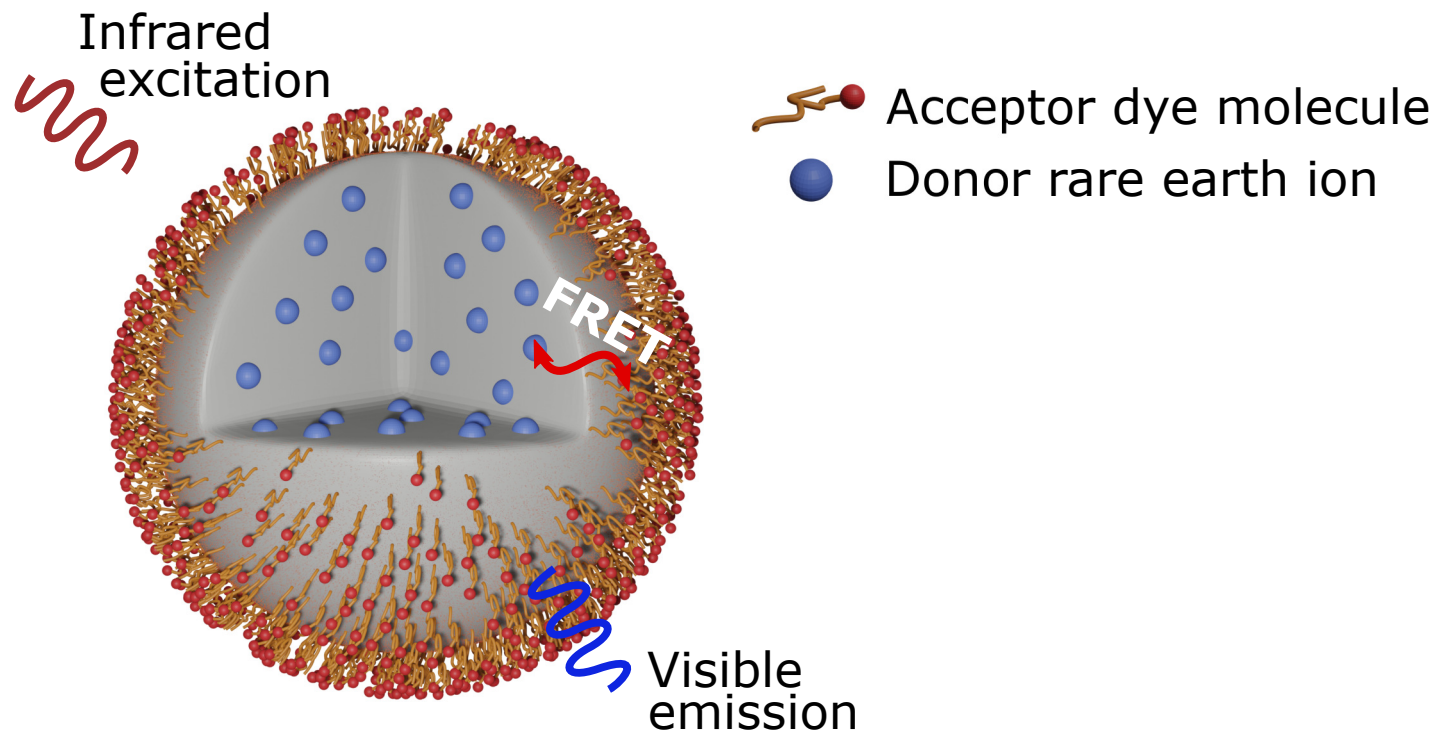 Infrared
excitation
Acceptor dye molecule
Donor rare earth ion
FRET
Visible
emission